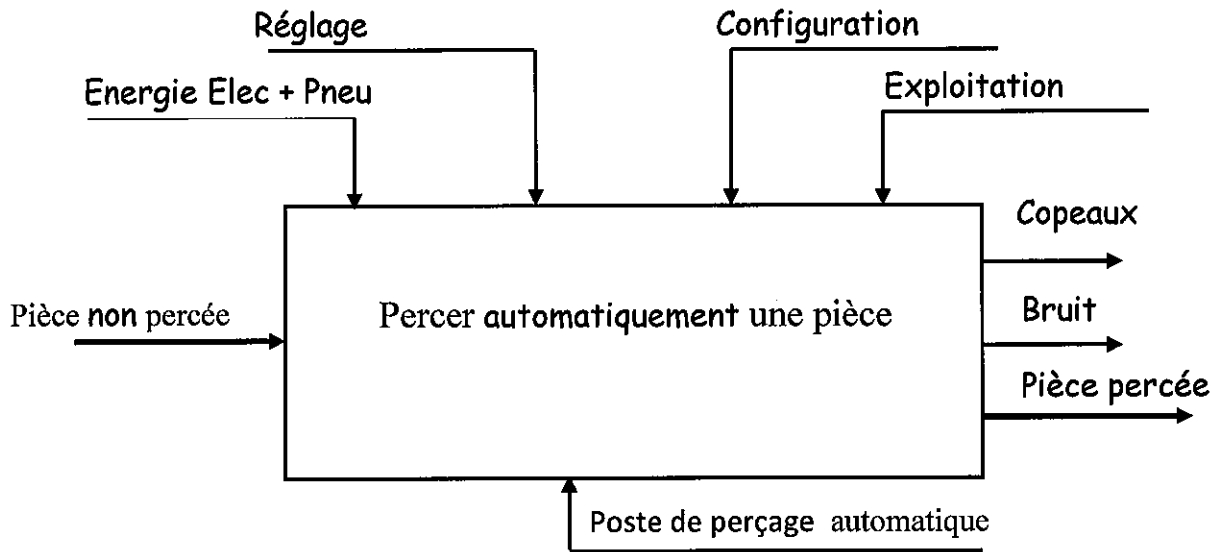 Réglage
Configuration
Energie Elec + Pneu
Exploitation
Copeaux
Pièce non percée
Percer automatiquement une pièce
Bruit
Pièce percée
Poste de perçage automatique